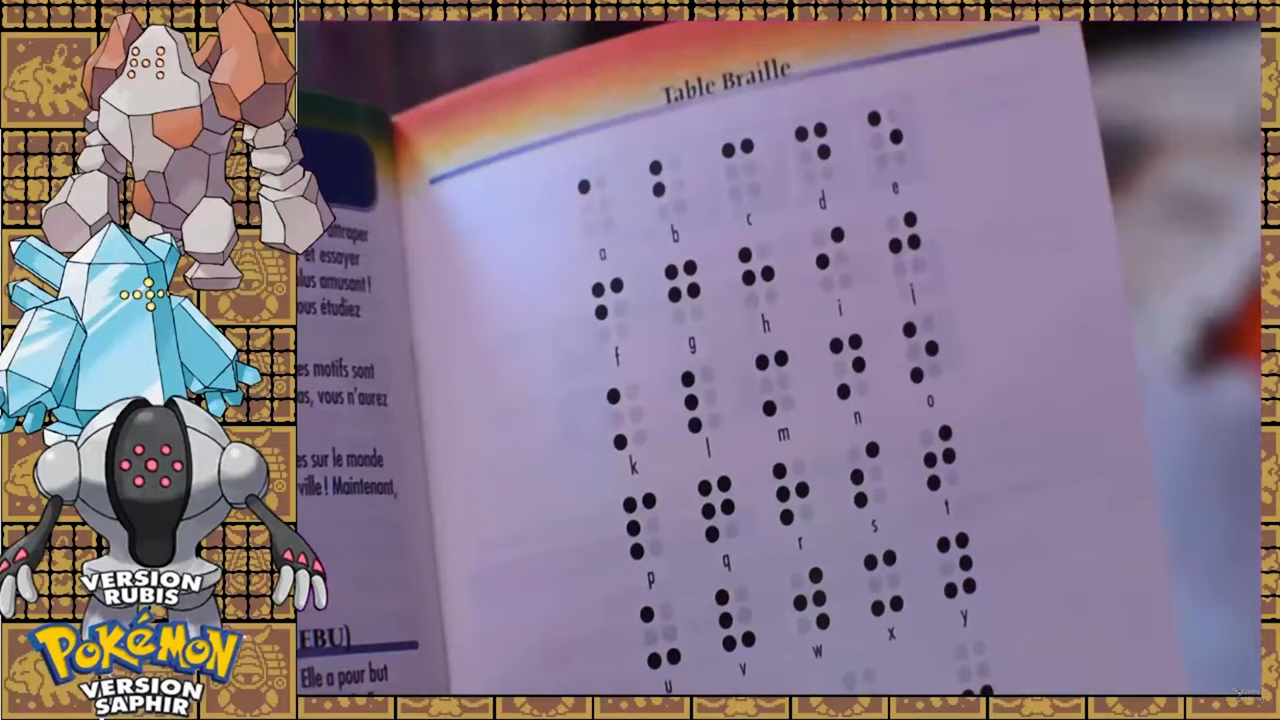 Table Braille
a b c d e
f g h i j
k l m n o
p q r s t
u v w x y
attraper
et essayer
plus amusant !
ous étudiez
es motifs sont
as, vous n'aurez
es sur le monde
ville ! Maintenant,
EBU)
Elle a pour but
VERSION
RUBIS
POKéMON
VERSION
SAPHIR